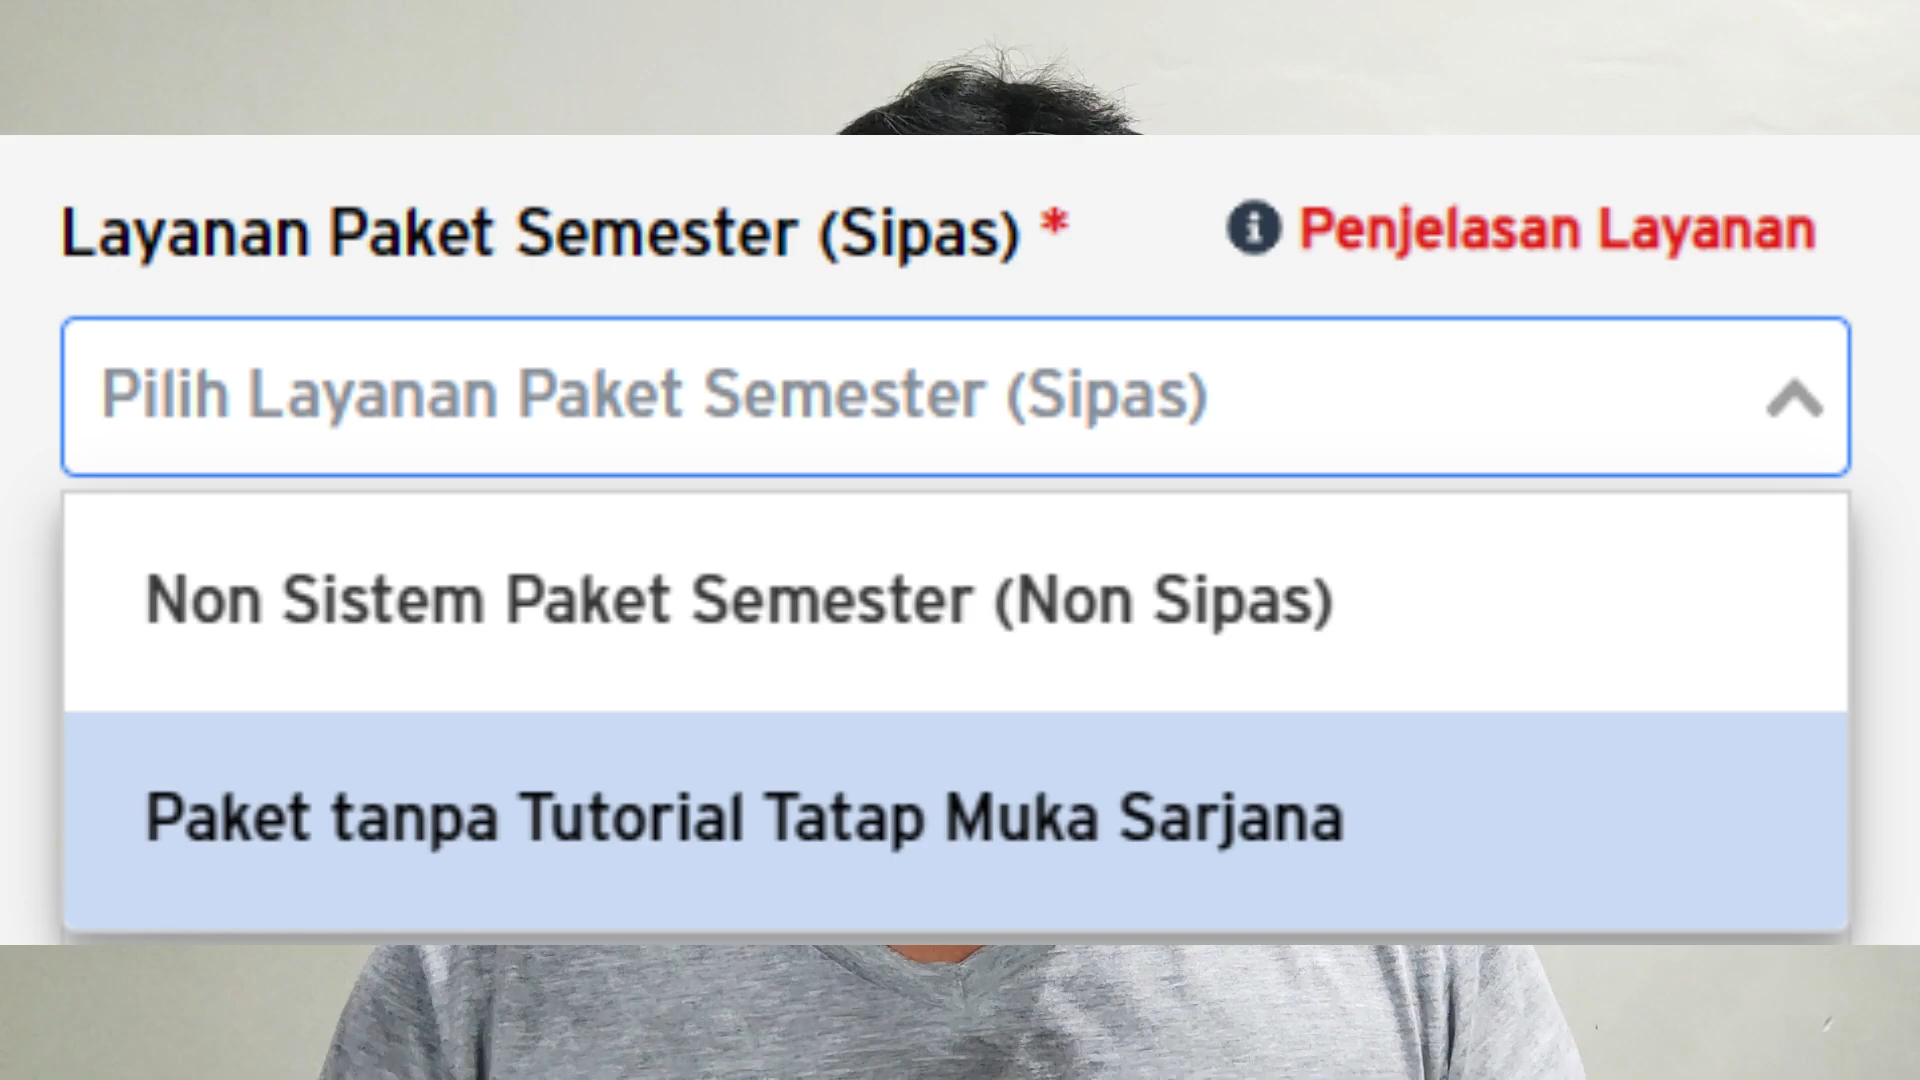 Layanan Paket Semester (Sipas) *
Penjelasan Layanan
Pilih Layanan Paket Semester (Sipas)
Non Sistem Paket Semester (Non Sipas)
Paket tanpa Tutorial Tatap Muka Sarjana